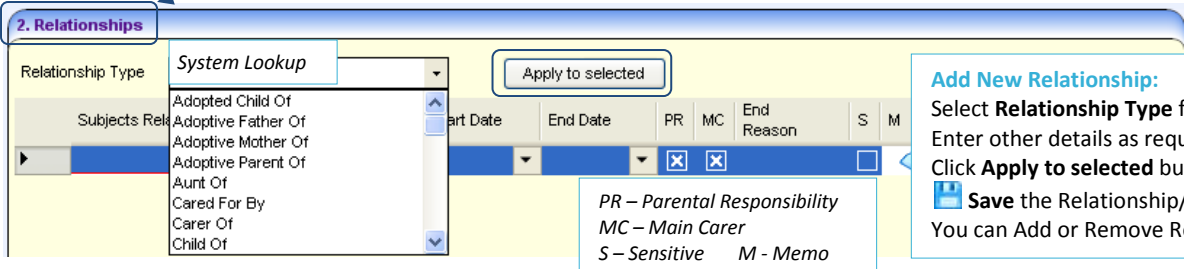 2. Relationships
Relationship Type
System Lookup
Apply to selected
Adopted Child Of
Adoptive Father Of
Adoptive Mother Of
Adoptive Parent Of
Aunt Of
Cared For By
Carer Of
Child Of
Subjects
Date
End Date
PR
MC
End
Reason
S
M
PR – Parental Responsibility
MC – Main Carer
S – Sensitive M - Memo
Add New Relationship:
Select Relationship Type
Enter other details as
Click Apply to selected
Save the Relationship/
You can Add or Remove